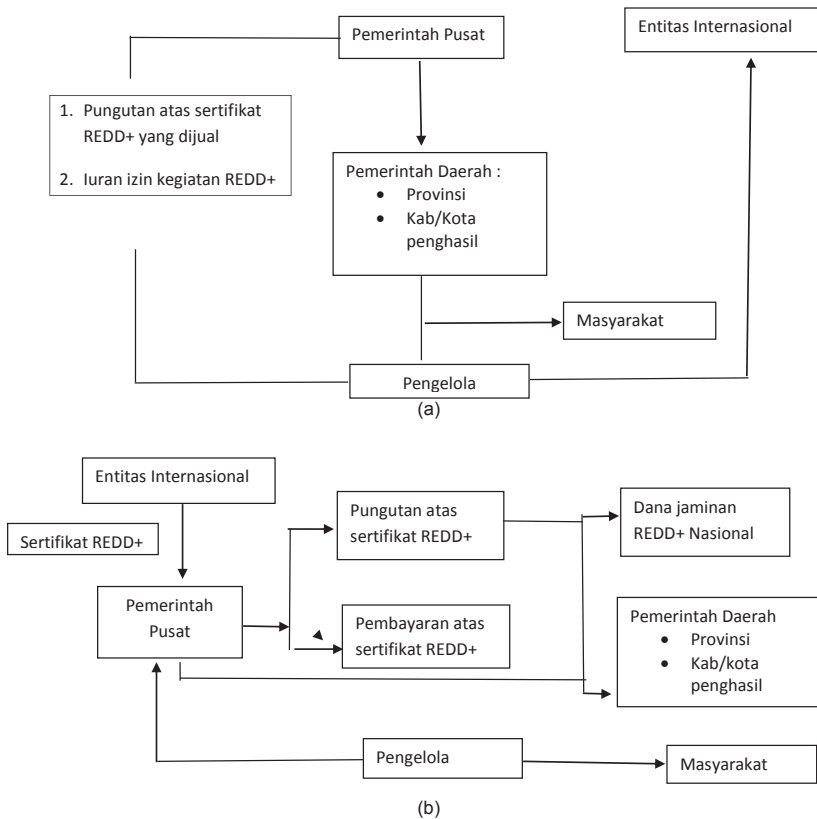 Pemerintah Pusat
Entitas Internasional
1. Pungutan atas sertifikat
REDD+ yang dijual
2. Iuran izin kegiatan REDD+
Pemerintah Daerah :
• Provinsi
• Kab/Kota
penghasil
Masyarakat
Pengelola
(a)
Entitas Internasional
Sertifikat REDD+
Pungutan atas
sertifikat REDD+
Dana jaminan
REDD+ Nasional
Pemerintah
Pusat
Pembayaran atas
sertifikat REDD+
Pemerintah Daerah
• Provinsi
• Kab/kota
penghasil
Pengelola
Masyarakat
(b)